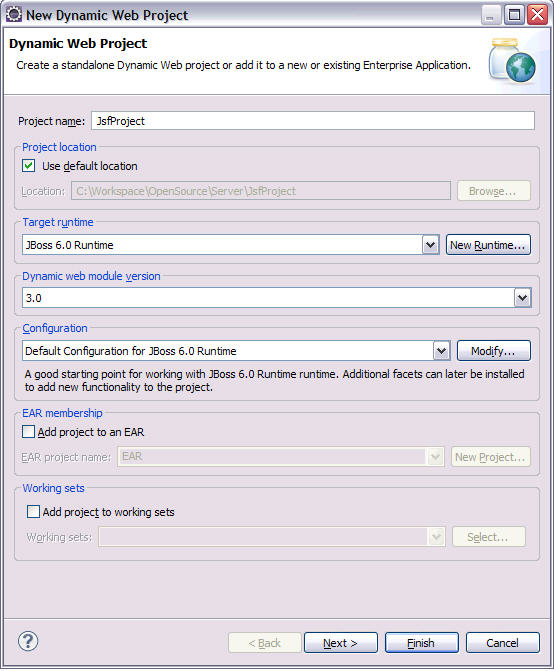 New Dynamic Web Project
Dynamic Web Project
Create a standalone Dynamic Web project or add it to a new or existing Enterprise Application.
Project name: JsfProject
Project location
Use default location
Location: C:\Workspace\OpenSource\Server\JsfProject Browse...
Target runtime
JBoss 6.0 Runtime New Runtime...
Dynamic web module version
3.0
Configuration
Default Configuration for JBoss 6.0 Runtime Modify...
A good starting point for working with JBoss 6.0 Runtime runtime. Additional facets can later be installed
to add new functionality to the project.
EAR membership
Add project to an EAR
EAR project name: EAR New Project...
Working sets
Add project to working sets
Working sets: Select...
? < Back Next > Finish Cancel